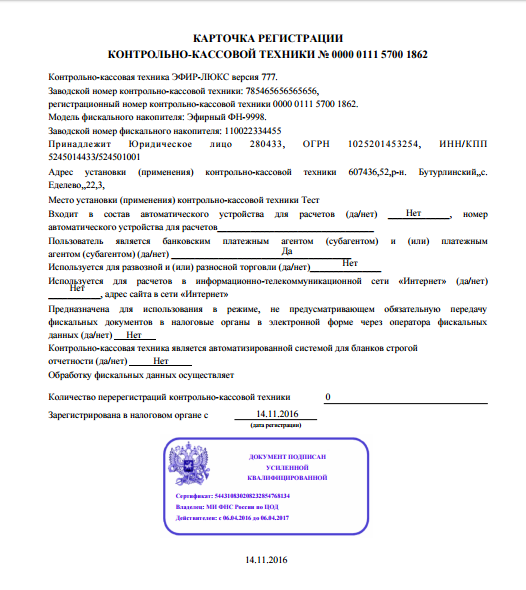 КАРТОЧКА РЕГИСТРАЦИИ
КОНТРОЛЬНО-КАССОВОЙ ТЕХНИКИ № 0000 0111 5700 1862
Контрольно-кассовая техника ЭФИР-ЛЮКС версия 777.
Заводской номер контрольно-кассовой техники: 785465656565656,
регистрационный номер контрольно-кассовой техники 0000 0111 5700 1862.
Модель фискального накопителя: Эфирный ФН-9998.
Заводской номер фискального накопителя: 110022334455
Принадлежит Юридическое лицо 280433, ОГРН 1025201453254, ИНН/КПП
5245014433/524501001
Адрес установки (применения) контрольно-кассовой техники 607436,52,р-н. Бутурлинский,,с.
Еделево,,22,3,
Место установки (применения) контрольно-кассовой техники Тест
Входит в состав автоматического устройства для расчетов (да/нет) Нет, номер
автоматического устройства для расчетов
Пользователь является банковским платежным агентом (субагентом) и (или) платежным
агентом (субагентом) (да/нет) Да
Используется для развозной и (или) разносной торговли (да/нет) Нет
Используется для расчетов в информационно-телекоммуникационной сети «Интернет» (да/нет)
Нет, адрес сайта в сети «Интернет»
Предназначена для использования в режиме, не предусматривающем обязательную передачу
фискальных документов в налоговые органы в электронной форме через оператора фискальных
данных (да/нет) Нет
Контрольно-кассовая техника является автоматизированной системой для бланков строгой
отчетности (да/нет) Нет
Обработку фискальных данных осуществляет
Количество перерегистраций контрольно-кассовой техники 0
Зарегистрирована в налоговом органе с 14.11.2016
(дата регистрации)
ДОКУМЕНТ ПОДПИСАН
УСИЛЕННОЙ
КВАЛИФИЦИРОВАННОЙ
Сертификат: 544310830208232854768134
Владелец: МИ ФНС России по ЦОД
Действителен: с 06.04.2016 до 06.04.2017
14.11.2016